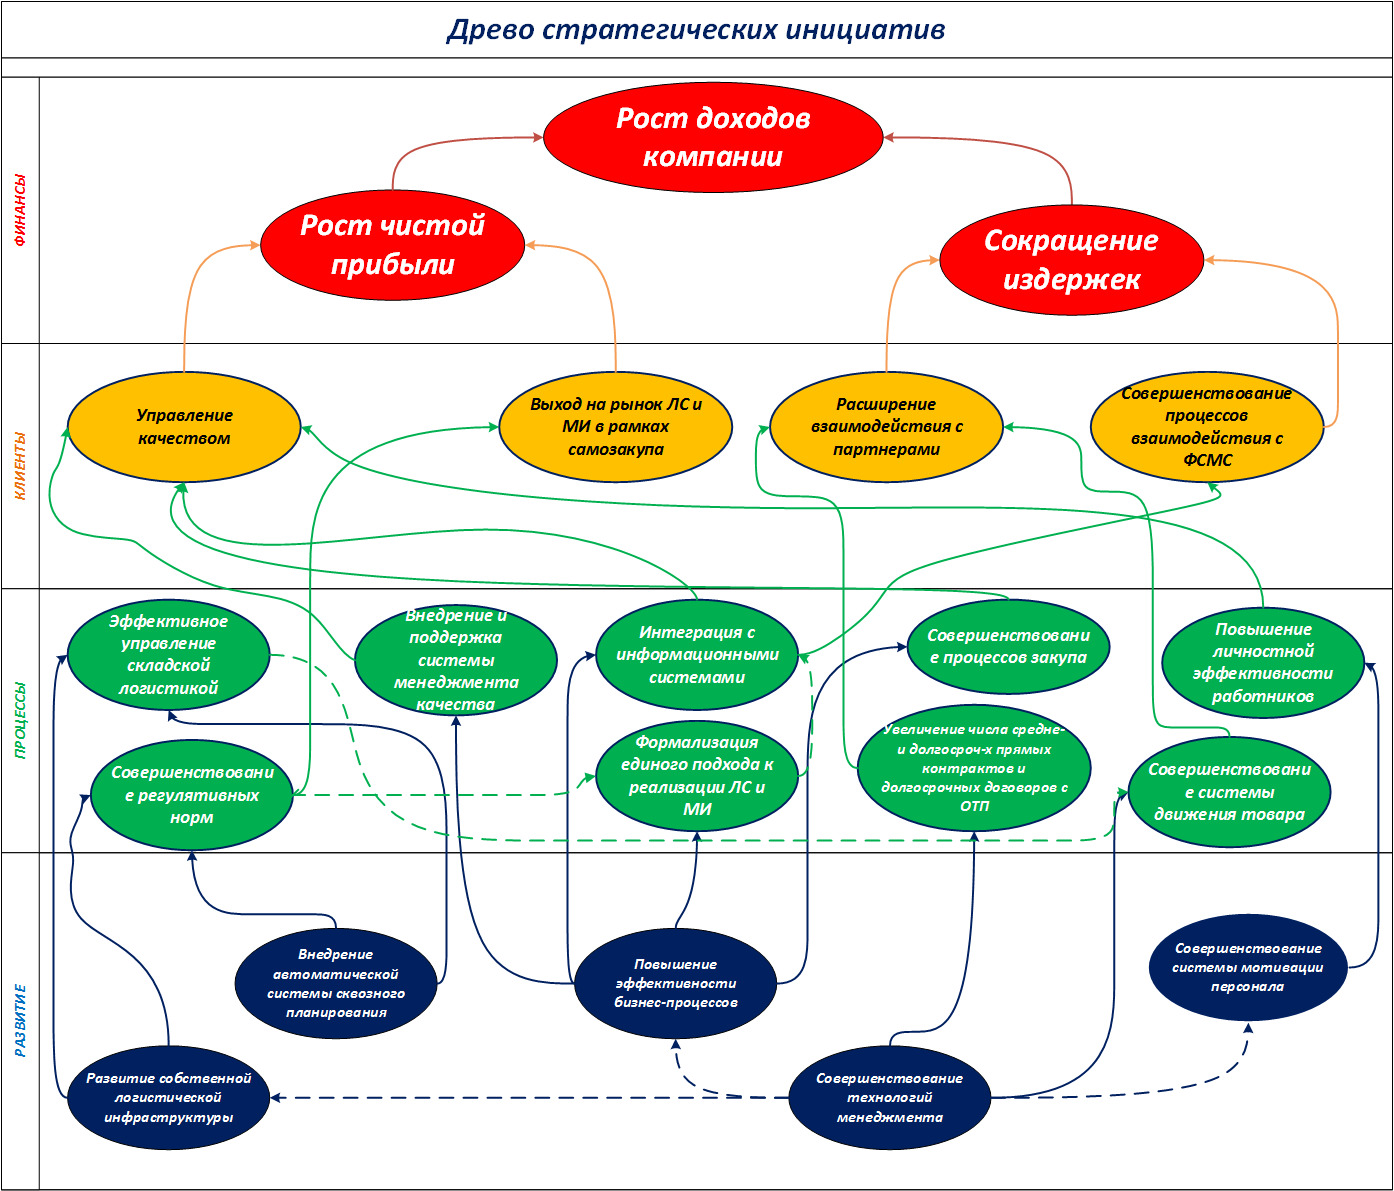 Древо стратегических инициатив
ФИНАНСЫ
Рост доходов
компании
Рост чистой
прибыли
Сокращение
издержек
КЛИЕНТЫ
Управление
качеством
Выход на рынок ЛС и
МИ в рамках
самозакупа
Расширение
взаимодействия с
партнерами
Совершенствование
процессов
взаимодействия с
ФСМС
ПРОЦЕССЫ
Эффективное
управление
складской
логистикой
Внедрение и
поддержка
системы
менеджмента
качества
Интеграция с
информационными
системами
Совершенствовани
е процессов закупа
Повышение
личностной
эффективности
работников
Совершенствовани
е регулятивных
норм
Формализация
единого подхода к
реализации ЛС и
МИ
Увеличение числа средне-
и долгосроч-х прямых
контрактов и
долгосрочных договоров с
ОТП
Совершенствовани
е системы
движения товара
РАЗВИТИЕ
Внедрение
автоматической
системы сквозного
планирования
Повышение
эффективности
бизнес-процессов
Совершенствование
системы мотивации
персонала
Развитие собственной
логистической
инфраструктуры
Совершенствование
технологий
менеджмента